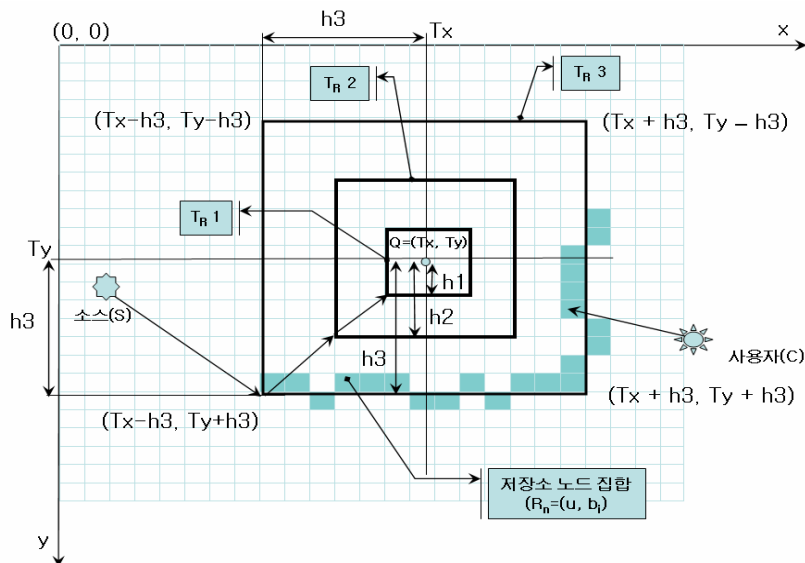 h3
(0, 0)
Tx
x
TR 2
TR 3
(Tx-h3, Ty-h3)
(Tx + h3, Ty – h3)
TR 1
Q=(Tx, Ty)
Ty
h1
h3
소스(S)
h2
h3
사용자(C)
(Tx-h3, Ty+h3)
(Tx + h3, Ty + h3)
저장소 노드 집합
(Rn=(u, bi)
y